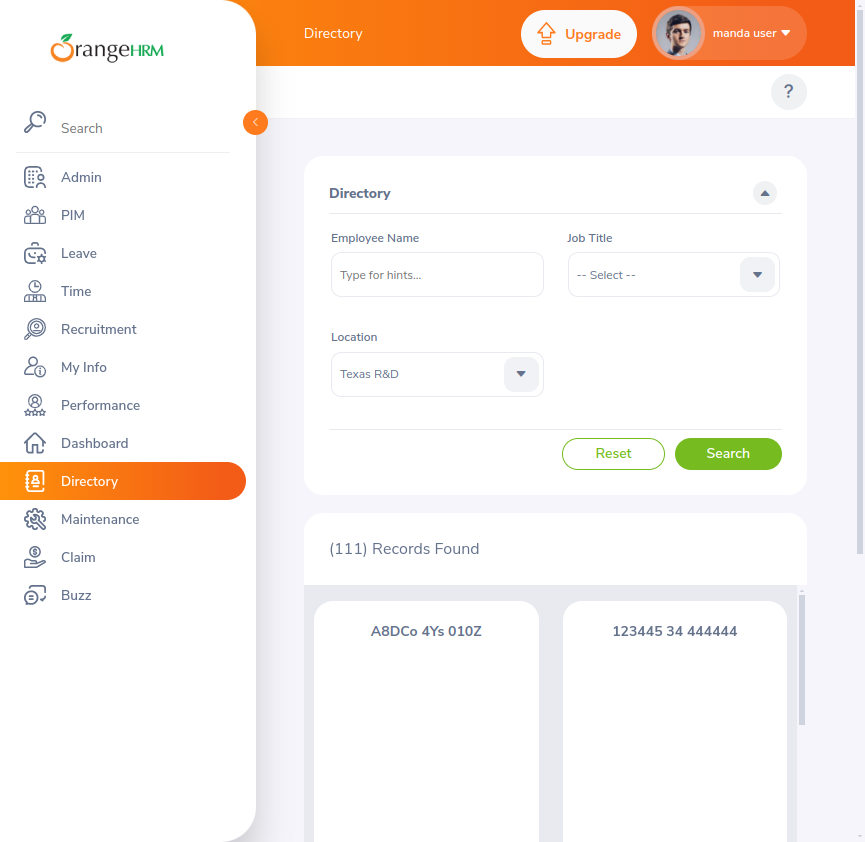 OrangeHRM
Directory
Upgrade
manda user
?
Search
Admin
PIM
Leave
Time
Recruitment
My Info
Performance
Dashboard
Directory
Maintenance
Claim
Buzz
Directory
Employee Name
Job Title
Type for hints...
-- Select --
Location
Texas R&D
Reset
Search
(111) Records Found
A8DCo 4Ys 010Z
123445 34 444444